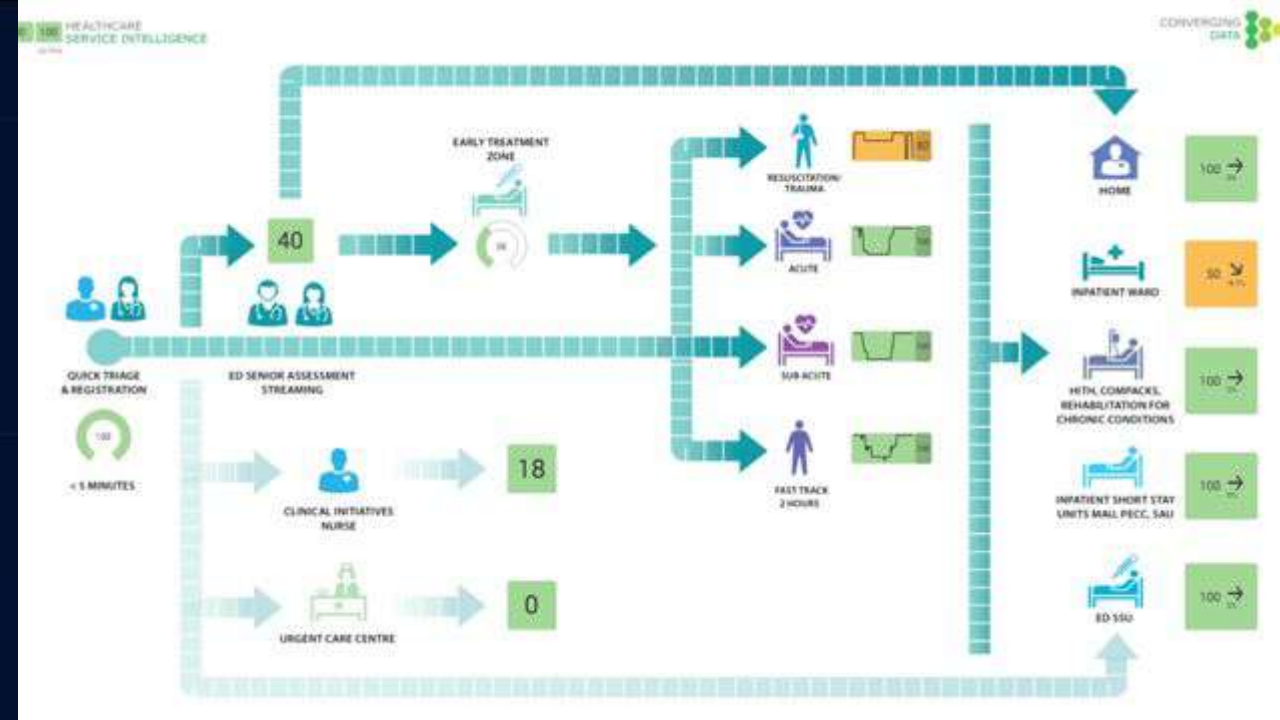 100
HEALTHCARE
SERVICE INTELLIGENCE
CONVERGING
DATA
EARLY TREATMENT
ZONE
RESUSCITATION/
TRAUMA
HOME
100
40
ACUTE
INPATIENT WARD
50
QUICK TRIAGE
& REGISTRATION
100
< 5 MINUTES
ED SENIOR ASSESSMENT
STREAMING
SUB ACUTE
HITH, COMPACKS,
REHABILITATION FOR
CHRONIC CONDITIONS
100
CLINICAL INITIATIVES
NURSE
18
FAST TRACK
2 HOURS
INPATIENT SHORT STAY
UNITS MAU, PECC, SAU
100
URGENT CARE CENTRE
0
ED SSU
100